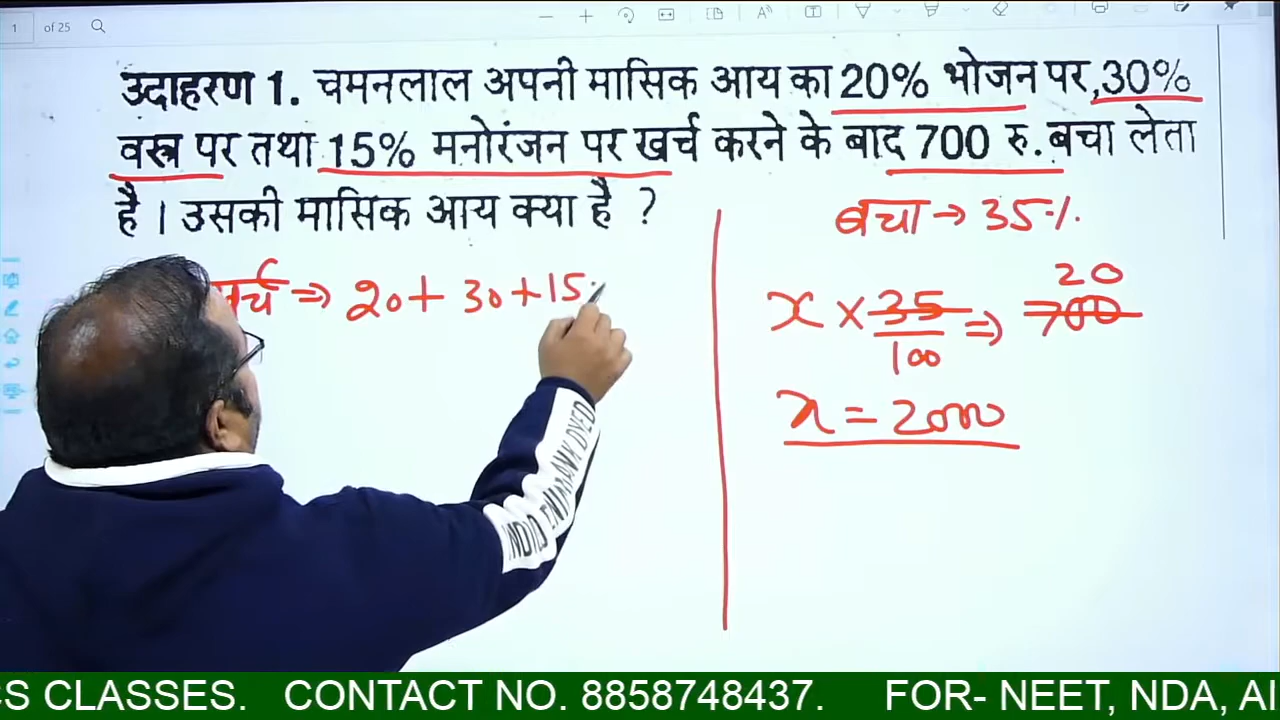 1 of 25
उदाहरण 1. चमनलाल अपनी मासिक आय का 20% भोजन पर, 30%
वस्त्र पर तथा 15% मनोरंजन पर खर्च करने के बाद 700 रु. बचा लेता
है । उसकी मासिक आय क्या है ?
खर्च ⇒ 20 + 30 + 15
बचा → 35%
20
x × 35/100 ⇒ 700
x = 2000
CS CLASSES. CONTACT NO. 8858748437. FOR- NEET, NDA, AI